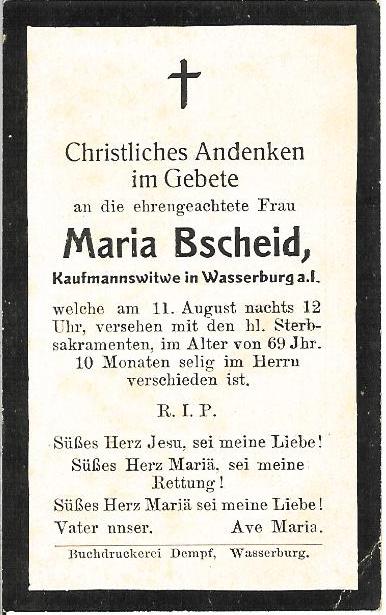 Christliches Andenken
im Gebete
an die ehrengeachtete Frau
Maria Bscheid,
Kaufmannswitwe in Wasserburg a.I.
welche am 11. August nachts 12
Uhr, versehen mit den hl. Sterb-
sakramenten, im Alter von 69 Jhr.
10 Monaten selig im Herrn
verschieden ist.
R. I. P.
Süßes Herz Jesu, sei meine Liebe!
Süßes Herz Mariä, sei meine
Rettung!
Süßes Herz Mariä sei meine Liebe!
Vater nnser. Ave Maria.
Buchdruckerei Dempf, Wasserburg.